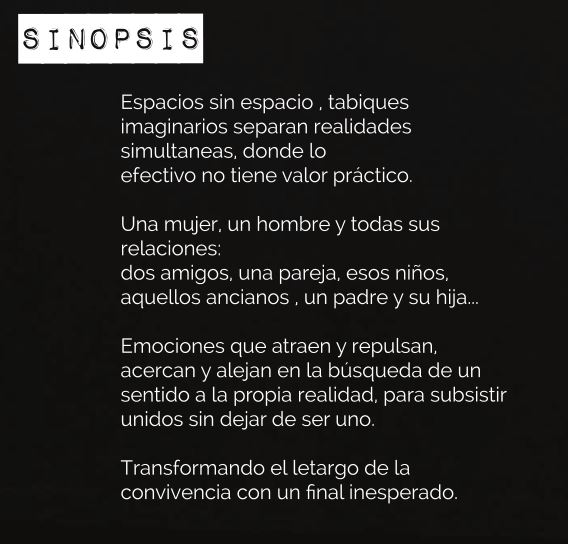 SINOPSIS
Espacios sin espacio , tabiques
imaginarios separan realidades
simultaneas, donde lo
efectivo no tiene valor práctico.
Una mujer, un hombre y todas sus
relaciones:
dos amigos, una pareja, esos niños,
aquellos ancianos , un padre y su hija...
Emociones que atraen y repulsan,
acercan y alejan en la búsqueda de un
sentido a la propia realidad, para subsistir
unidos sin dejar de ser uno.
Transformando el letargo de la
convivencia con un final inesperado.